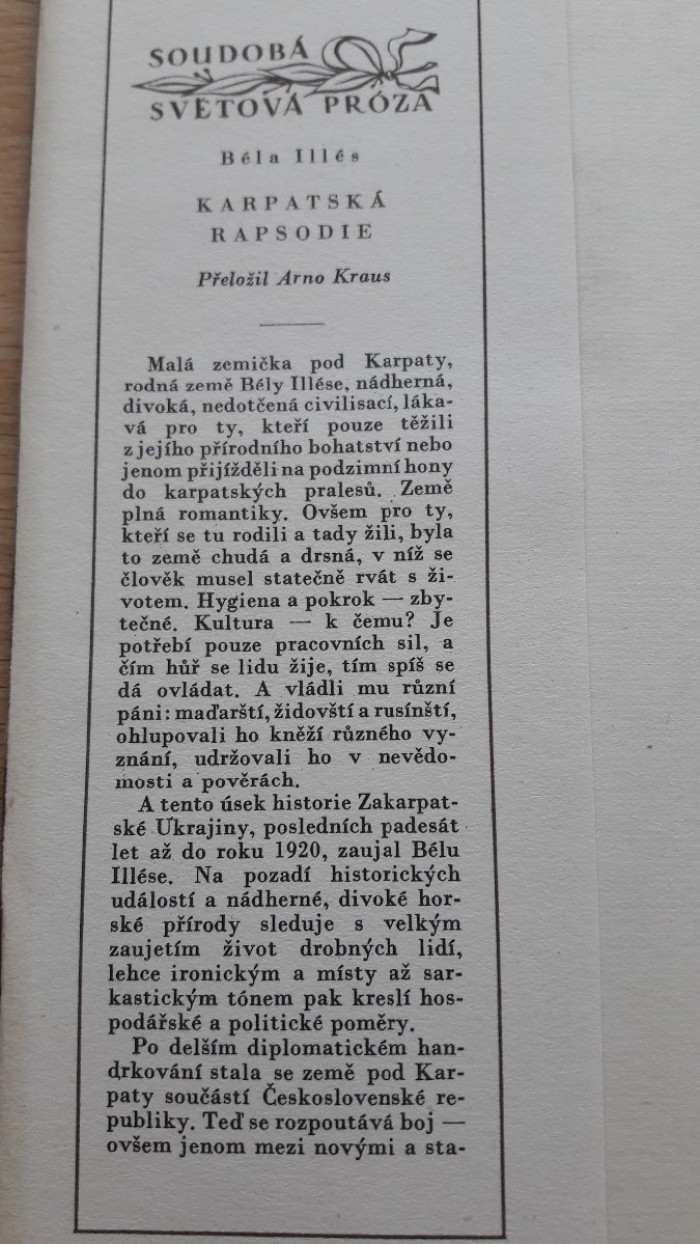 SOUDOBÁ
SVĚTOVÁ PRÓZA
Béla Illés
KARPATSKÁ
RAPSODIE
Přeložil Arno Kraus
Malá zemička pod Karpaty,
rodná země Bély Illése, nádherná,
divoká, nedotčená civilisací, láka-
vá pro ty, kteří pouze těžili
z jejího přírodního bohatství nebo
jenom přijížděli na podzimní hony
do karpatských pralesů. Země
plná romantiky. Ovšem pro ty,
kteří se tu rodili a tady žili, byla
to země chudá a drsná, v níž se
člověk musel statečně rvát s ži-
votem. Hygiena a pokrok — zby-
tečné. Kultura — k čemu? Je
potřebí pouze pracovních sil, a
čím hůř se lidu žije, tím spíš se
dá ovládat. A vládli mu různí
páni: maďarští, židovští a rusínští,
ohlupovali ho kněží různého vy-
znání, udržovali ho v nevědo-
mosti a pověrách.
A tento úsek historie Zakarpat-
ské Ukrajiny, posledních padesát
let až do roku 1920, zaujal Bélu
Illése. Na pozadí historických
událostí a nádherné, divoké hor-
ské přírody sleduje s velkým
zaujetím život drobných lidí,
lehce ironickým a místy až sar-
kastickým tónem pak kreslí hos-
podářské a politické poměry.
Po delším diplomatickém han-
drkování stala se země pod Kar-
paty součástí Československé re-
publiky. Teď se rozpoutává boj —
ovšem jenom mezi novými a sta-